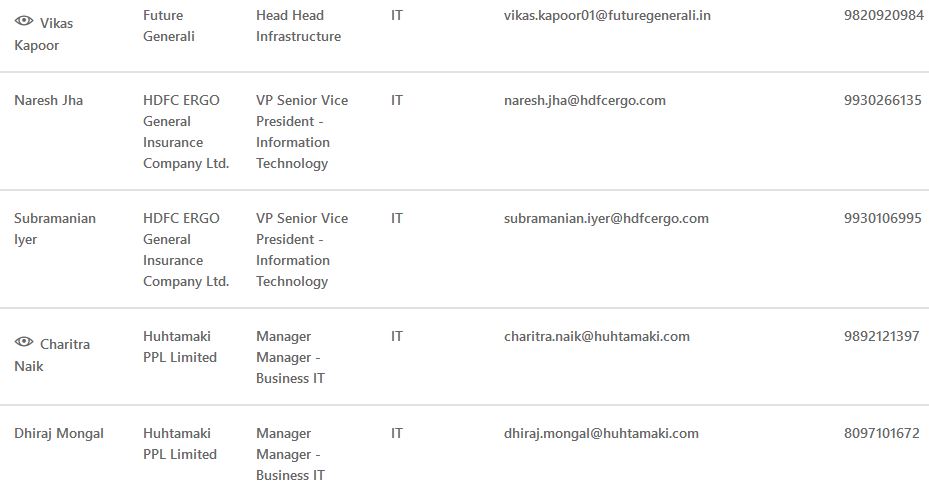 Vikas Kapoor
Future Generali
Head Head Infrastructure
IT
vikas.kapoor01@futuregenerali.in
9820920984
Naresh Jha
HDFC ERGO General Insurance Company Ltd.
VP Senior Vice President - Information Technology
IT
naresh.jha@hdfcergo.com
9930266135
Subramanian Iyer
HDFC ERGO General Insurance Company Ltd.
VP Senior Vice President - Information Technology
IT
subramanian.iyer@hdfcergo.com
9930106995
Charitra Naik
Huhtamaki PPL Limited
Manager Manager - Business IT
IT
charitra.naik@huhtamaki.com
9892121397
Dhiraj Mongal
Huhtamaki PPL Limited
Manager Manager - Business IT
IT
dhiraj.mongal@huhtamaki.com
8097101672